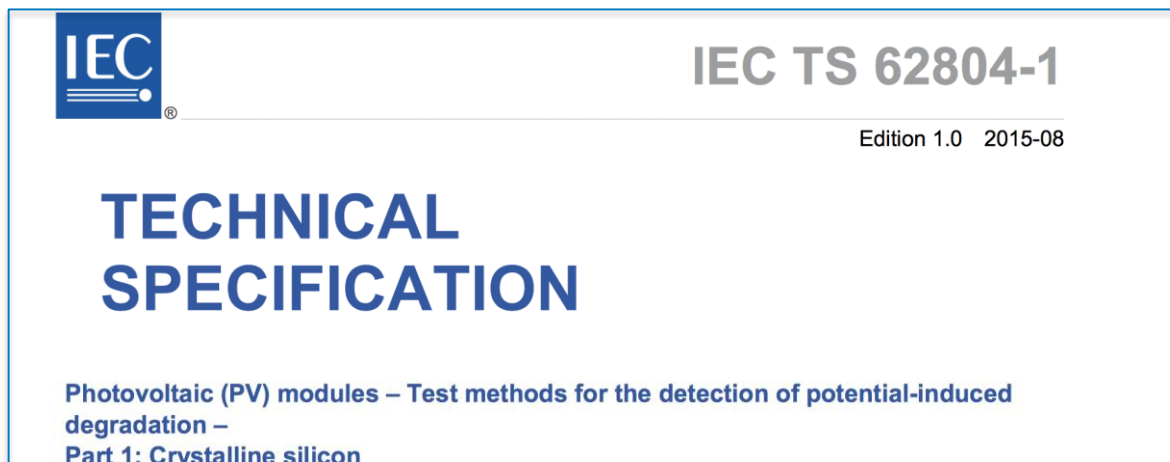 IEC
®
IEC TS 62804-1
Edition 1.0 2015-08
TECHNICAL
SPECIFICATION
Photovoltaic (PV) modules – Test methods for the detection of potential-induced
degradation –
Part 1: Crystalline silicon